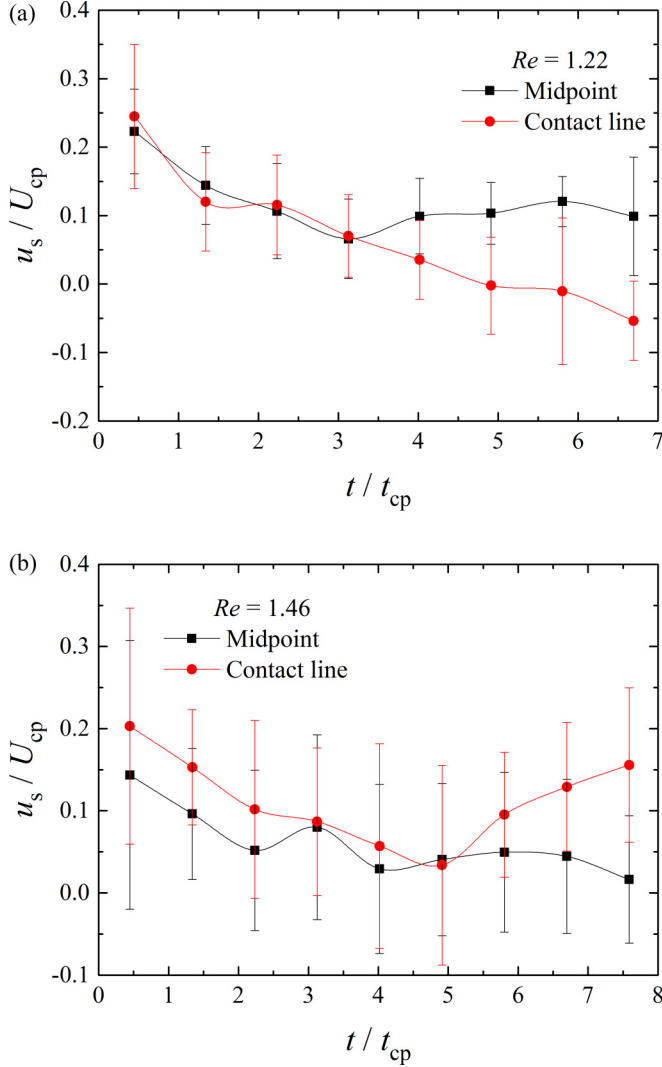 (a)
0.4
0.3
0.2
0.1
0.0
-0.1
-0.2
u_s / U_cp
Re = 1.22
Midpoint
Contact line
0 1 2 3 4 5 6 7
t / t_cp
(b)
0.4
0.3
0.2
0.1
0.0
-0.1
u_s / U_cp
Re = 1.46
Midpoint
Contact line
0 1 2 3 4 5 6 7 8
t / t_cp